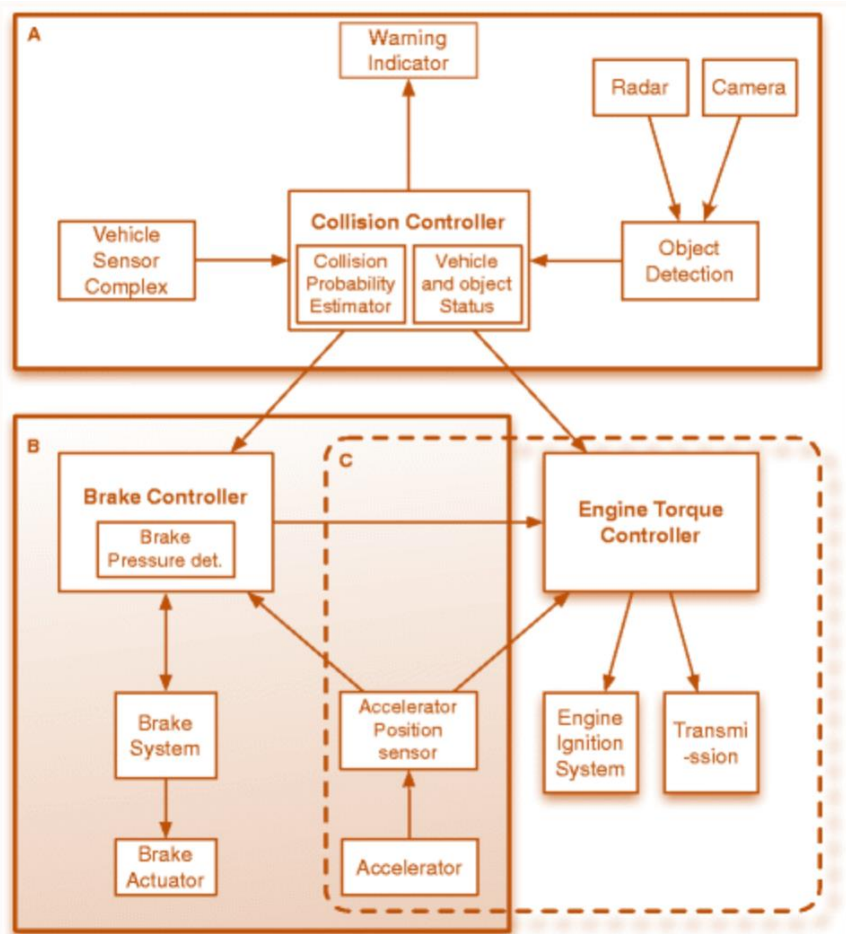 A
Warning
Indicator
Radar
Camera
Collision Controller
Vehicle
Sensor
Complex
Collision
Probability
Estimator
Vehicle
and object
Status
Object
Detection
B
C
Brake Controller
Brake
Pressure det.
Engine Torque
Controller
Brake
System
Accelerator
Position
sensor
Engine
Ignition
System
Transmi
-ssion
Brake
Actuator
Accelerator